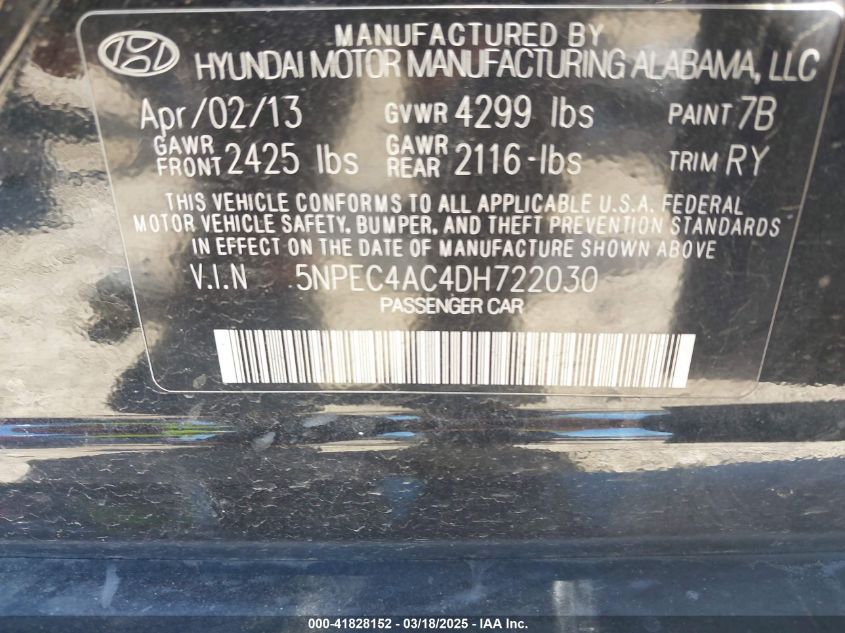 MANUFACTURED BY
HYUNDAI MOTOR MANUFACTURING ALABAMA, LLC
Apr/02/13 GVWR 4299 lbs PAINT 7B
GAWR FRONT 2425 lbs GAWR REAR 2116-lbs TRIM RY
THIS VEHICLE CONFORMS TO ALL APPLICABLE U.S.A. FEDERAL
MOTOR VEHICLE SAFETY, BUMPER, AND THEFT PREVENTION STANDARDS
IN EFFECT ON THE DATE OF MANUFACTURE SHOWN ABOVE
V.I.N 5NPEC4AC4DH722030
PASSENGER CAR
000-41828152 - 03/18/2025 - IAA Inc.